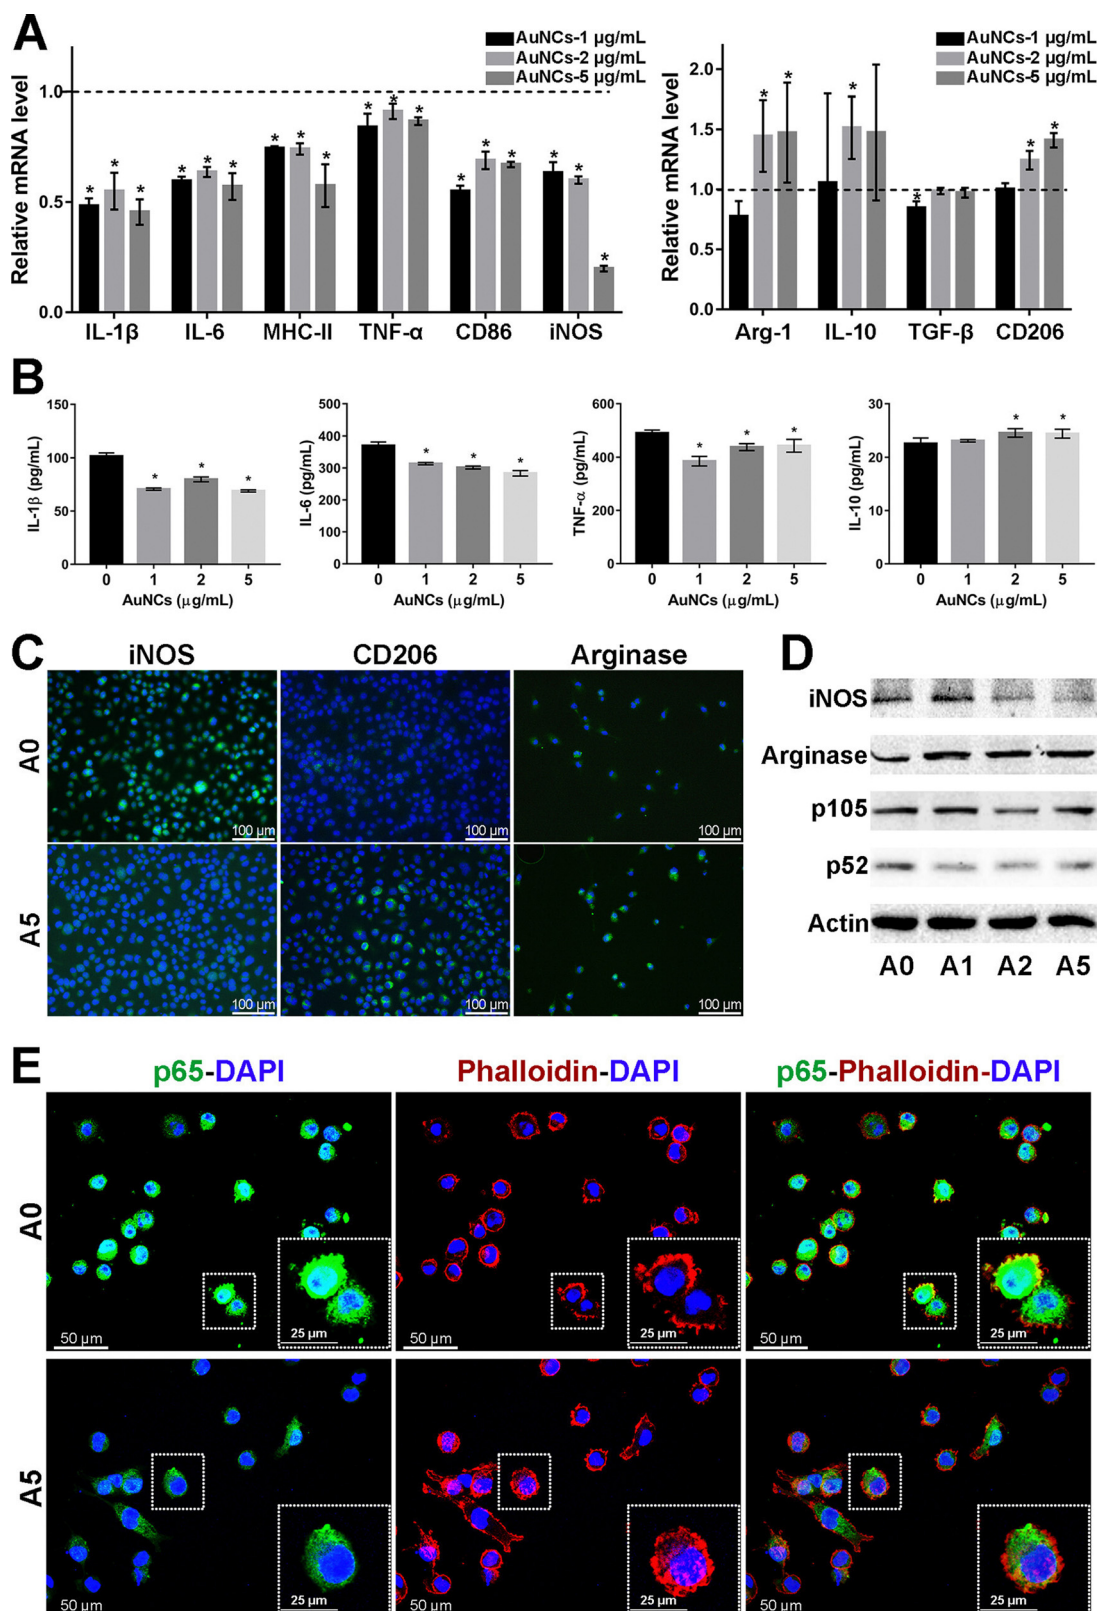 A
AuNCs-1 µg/mL
AuNCs-2 µg/mL
AuNCs-5 µg/mL
Relative mRNA level
1.0
0.5
0.0
* * * * * * * * * * * * * * * * * *
IL-1β IL-6 MHC-II TNF-α CD86 iNOS
AuNCs-1 µg/mL
AuNCs-2 µg/mL
AuNCs-5 µg/mL
Relative mRNA level
2.0
1.5
1.0
0.5
0.0
* * * * * *
Arg-1 IL-10 TGF-β CD206
B
IL-1β (pg/mL)
150
100
50
0
* * *
0 1 2 5
AuNCs (µg/mL)
IL-6 (pg/mL)
500
400
300
200
100
0
* * *
0 1 2 5
AuNCs (µg/mL)
TNF-α (pg/mL)
600
400
200
0
* * *
0 1 2 5
AuNCs (µg/mL)
IL-10 (pg/mL)
30
20
10
0
* *
0 1 2 5
AuNCs (µg/mL)
C
iNOS CD206 Arginase
A0
100 µm 100 µm 100 µm
A5
100 µm 100 µm 100 µm
D
iNOS
Arginase
p105
p52
Actin
A0 A1 A2 A5
E
p65-DAPI Phalloidin-DAPI p65-Phalloidin-DAPI
A0
50 µm 25 µm 50 µm 25 µm 50 µm 25 µm
A5
50 µm 25 µm 50 µm 25 µm 50 µm 25 µm